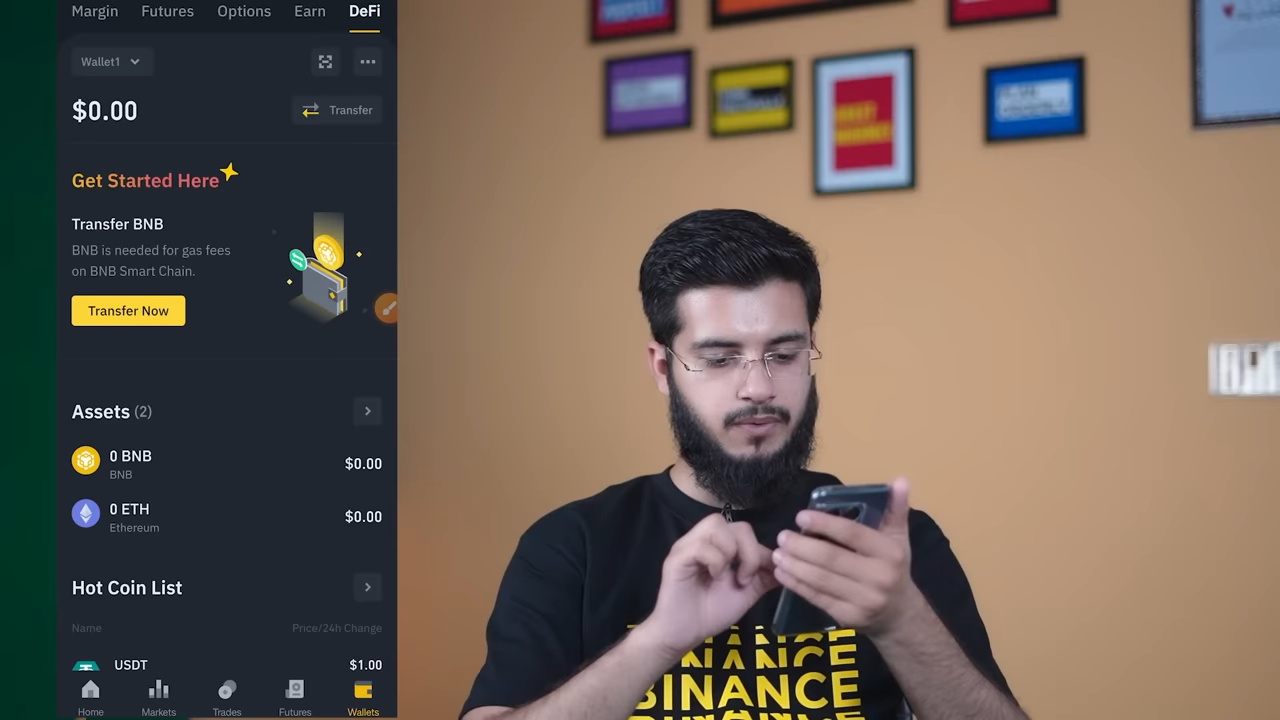 Margin Futures Options Earn DeFi
Wallet1
$0.00
Transfer
Get Started Here
Transfer BNB
BNB is needed for gas fees
on BNB Smart Chain.
Transfer Now
Assets (2)
0 BNB
BNB
$0.00
0 ETH
Ethereum
$0.00
Hot Coin List
Name
Price/24h Change
USDT
$1.00
Home Markets Trades Futures Wallets
BINANCE
BINANCE